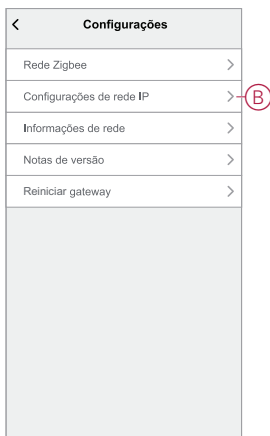 Configurações
Rede Zigbee
Configurações de rede IP
B
Informações de rede
Notas de versão
Reiniciar gateway